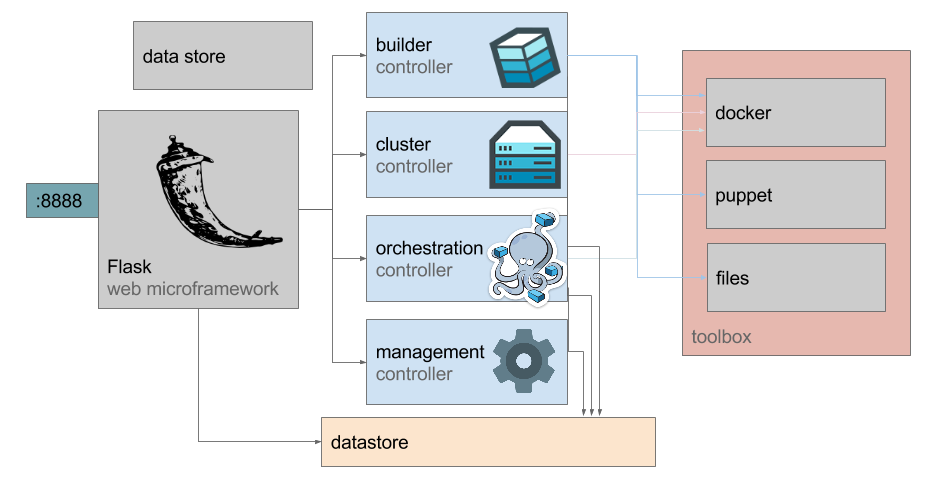 data store
builder
controller
cluster
controller
:8888
Flask
web microframework
orchestration
controller
management
controller
docker
puppet
files
toolbox
datastore